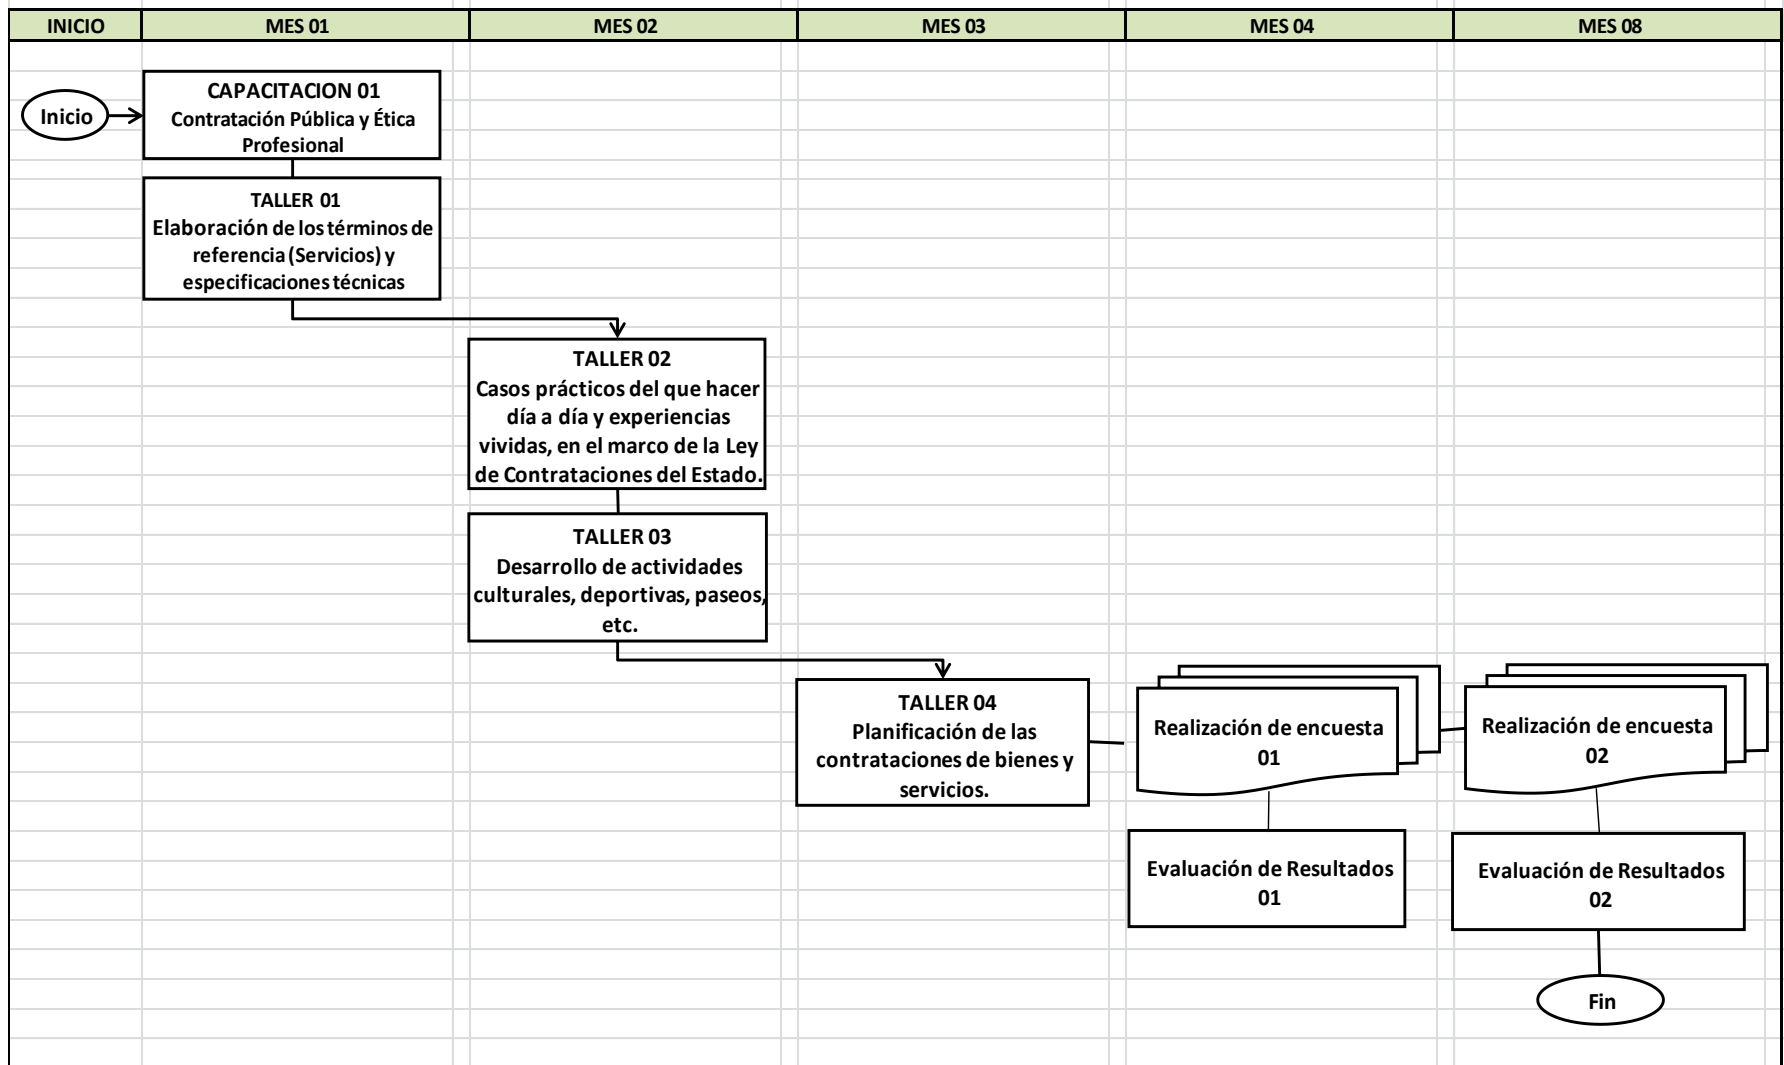 INICIO
MES 01
MES 02
MES 03
MES 04
MES 08
Inicio
CAPACITACION 01
Contratación Pública y Ética
Profesional
TALLER 01
Elaboración de los términos de
referencia (Servicios) y
especificaciones técnicas
TALLER 02
Casos prácticos del que hacer
día a día y experiencias
vividas, en el marco de la Ley
de Contrataciones del Estado.
TALLER 03
Desarrollo de actividades
culturales, deportivas, paseos,
etc.
TALLER 04
Planificación de las
contrataciones de bienes y
servicios.
Realización de encuesta
01
Realización de encuesta
02
Evaluación de Resultados
01
Evaluación de Resultados
02
Fin